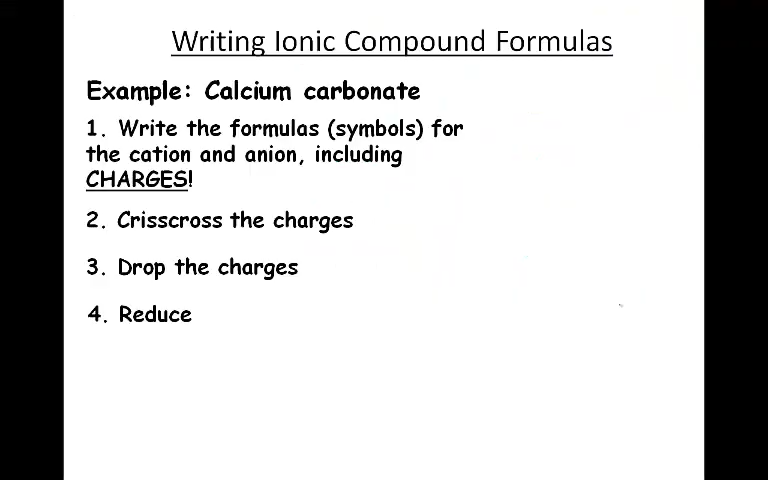 Writing Ionic Compound Formulas
Example: Calcium carbonate
1. Write the formulas (symbols) for
the cation and anion, including
CHARGES!
2. Crisscross the charges
3. Drop the charges
4. Reduce